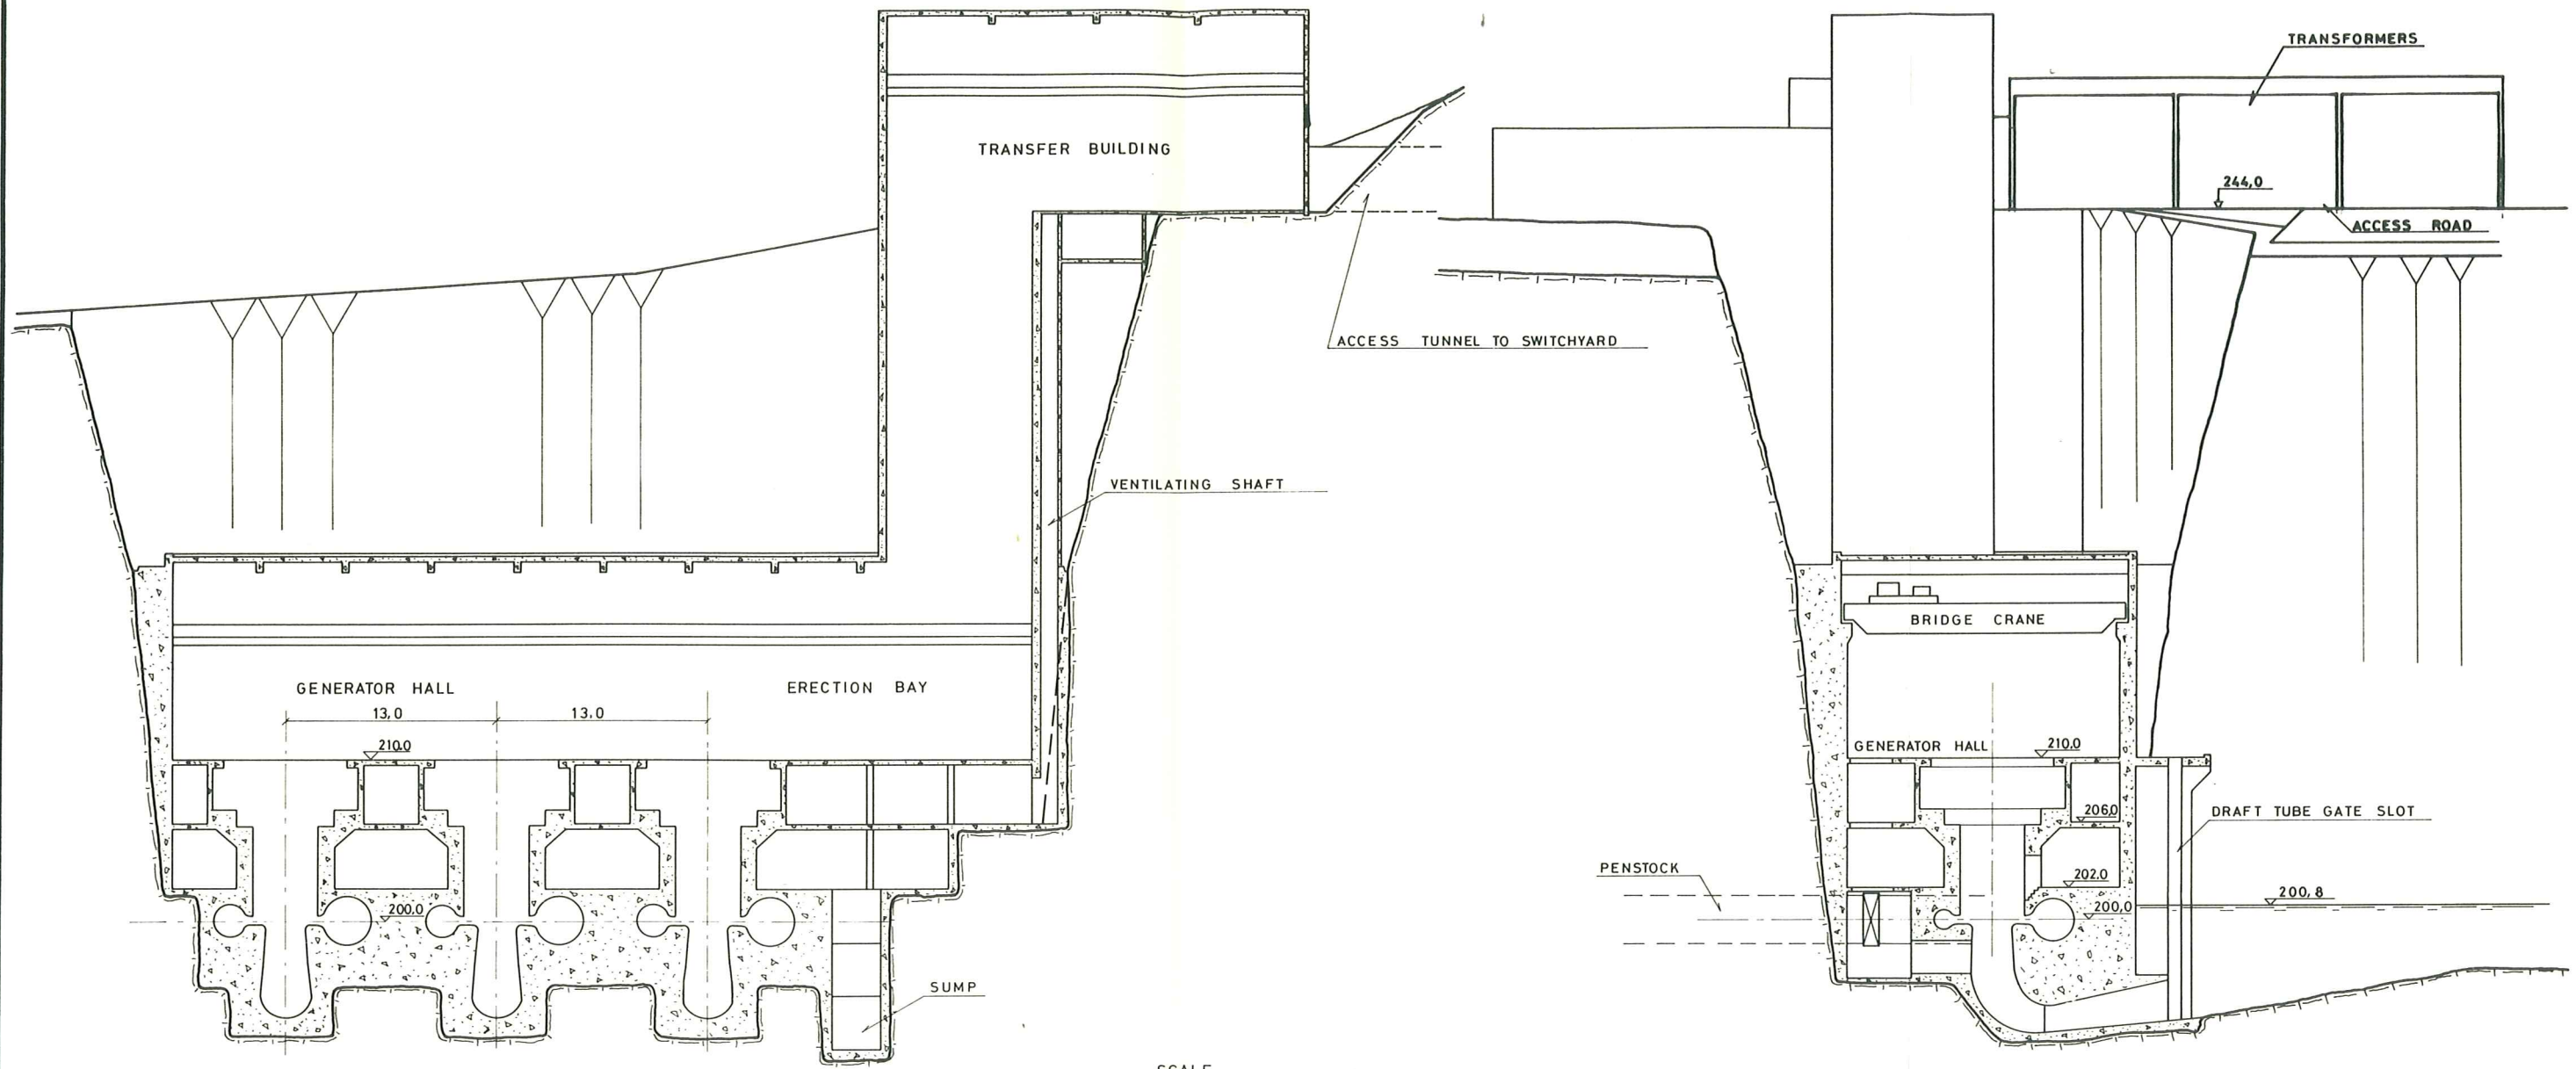 TRANSFORMERS
TRANSFER BUILDING
244,0
ACCESS ROAD
ACCESS TUNNEL TO SWITCHYARD
VENTILATING SHAFT
BRIDGE CRANE
GENERATOR HALL
ERECTION BAY
13,0
13,0
210.0
GENERATOR HALL
210.0
206.0
DRAFT TUBE GATE SLOT
PENSTOCK
202.0
200.0
200,0
200,8
SUMP
SCALE